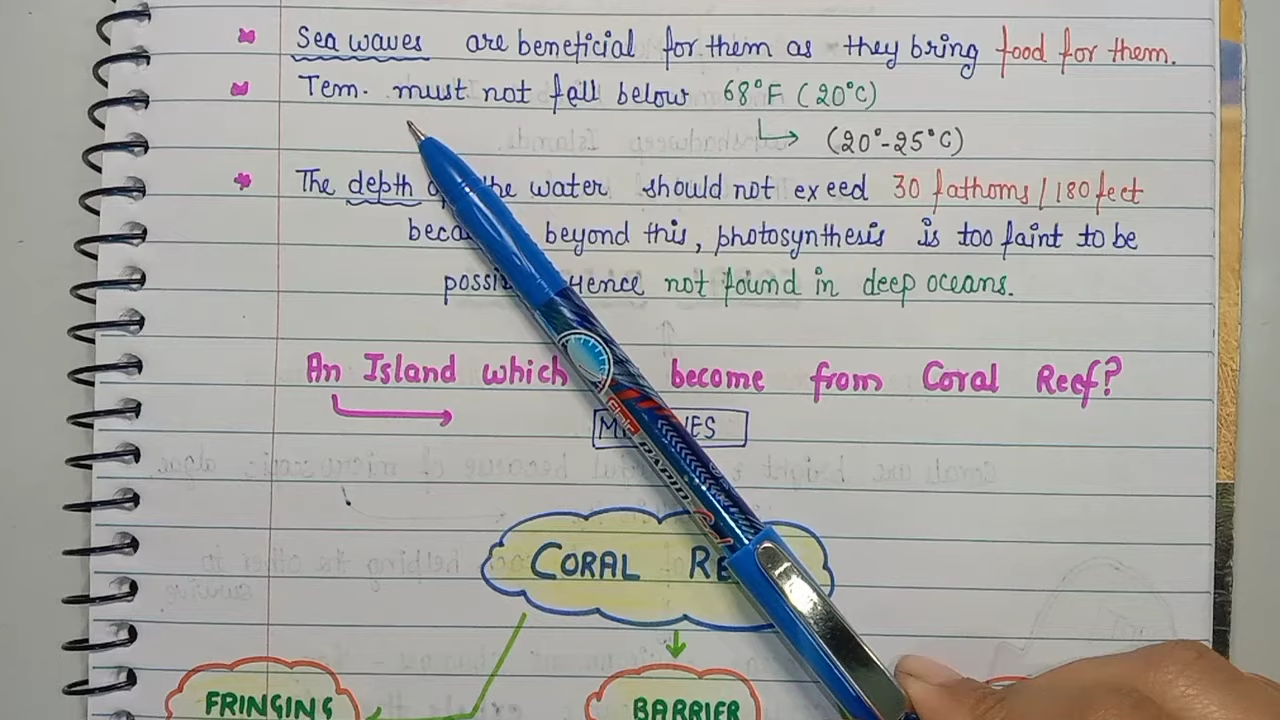 Sea waves are beneficial for them as they bring food for them.
Tem. must not fall below 68°F (20°C)
(20°-25°C)
The depth the water should not exeed 30 fathoms/180 feet
beyond this, photosynthesis is too faint to be
Hence not found in deep oceans.
An Island which become from Coral Reef?
CORAL
FRINGING
BARRIER